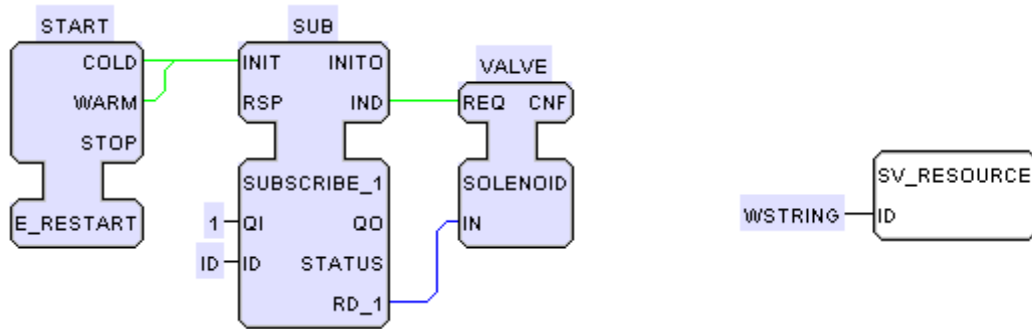 START
COLD
WARM
STOP
E_RESTART
SUB
INIT INITO
RSP IND
SUBSCRIBE_1
1 QI QO
ID ID STATUS
RD_1
VALVE
REQ CNF
SOLENOID
IN
SV_RESOURCE
WSTRING ID